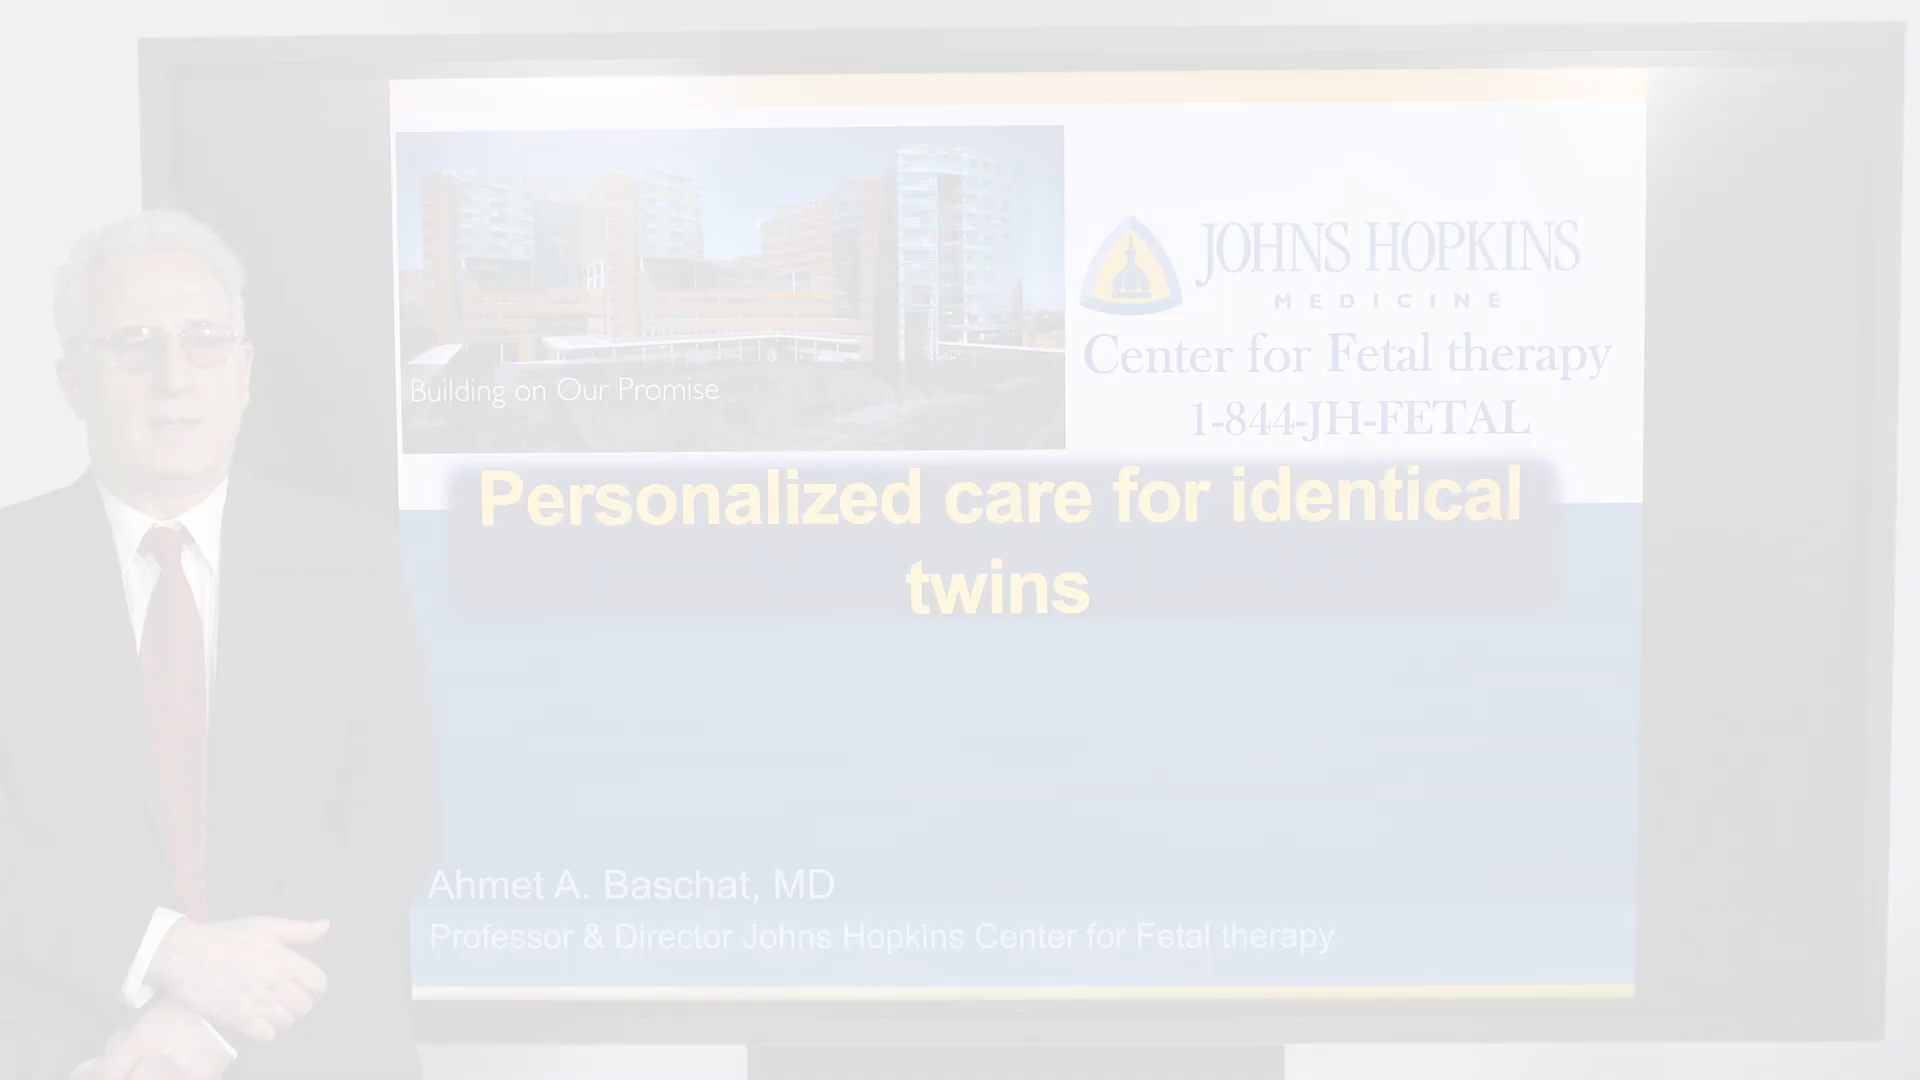 Building on Our Promise
JOHNS HOPKINS
MEDICINE
Center for Fetal therapy
1-844-JH-FETAL
Personalized care for identical
twins
Ahmet A. Baschat, MD
Professor & Director Johns Hopkins Center for Fetal therapy